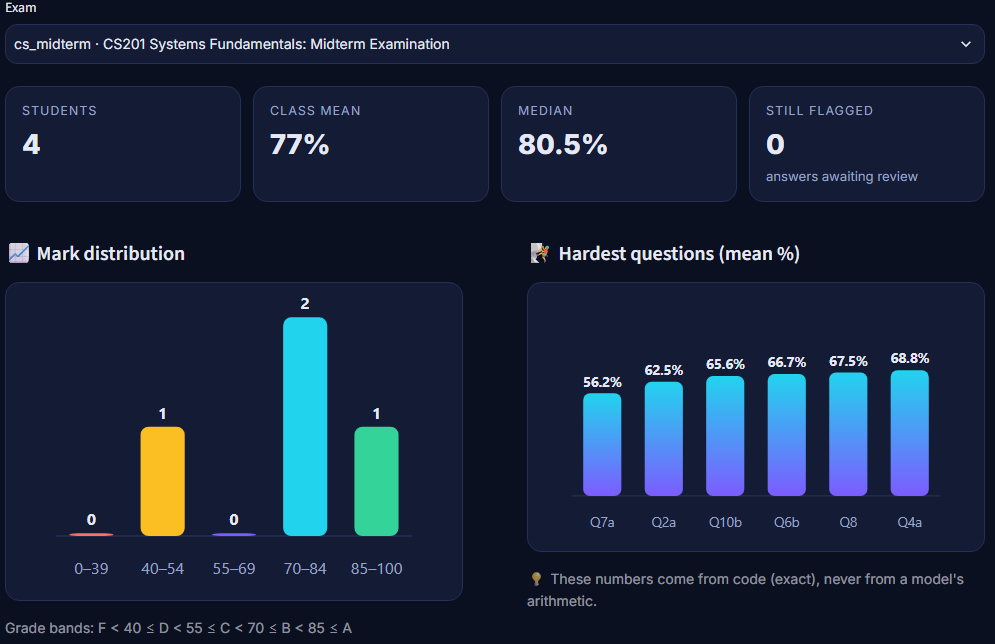 Exam
cs_midterm · CS201 Systems Fundamentals: Midterm Examination
STUDENTS
4
CLASS MEAN
77%
MEDIAN
80.5%
STILL FLAGGED
0
answers awaiting review
Mark distribution
2
1
1
0
0
0–39 40–54 55–69 70–84 85–100
Grade bands: F < 40 ≤ D < 55 ≤ C < 70 ≤ B < 85 ≤ A
Hardest questions (mean %)
56.2% 62.5% 65.6% 66.7% 67.5% 68.8%
Q7a Q2a Q10b Q6b Q8 Q4a
These numbers come from code (exact), never from a model's
arithmetic.